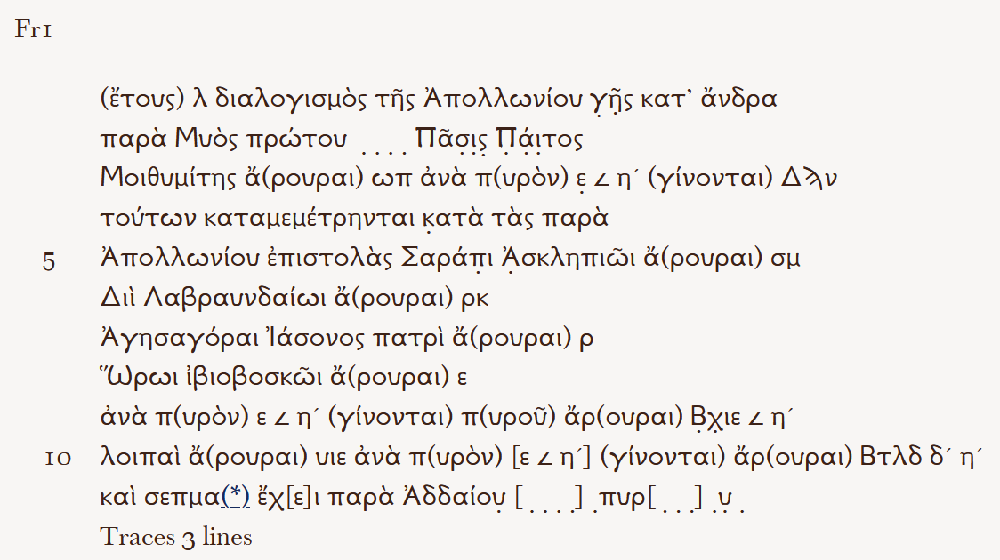 Fr1
(ἔτους) λ διαλογισμὸς τῆς Ἀπολλωνίου γ̣ῆ̣ς κατ’ ἄνδρα
παρὰ Μυὸς πρώτου ̣ ̣ ̣ ̣ Πᾶσ̣ι̣ς̣ Π̣ά̣ι̣τος
Μοιθυμίτης ἄ(ρουραι) ωπ ἀνὰ π(υρὸν) ε̣ ∠ η´ (γίνονται) Δϡν
τούτων καταμεμέτρηνται κ̣ατὰ τὰς παρὰ
5 Ἀπολλωνίου ἐπιστολὰς Σαράπ̣ι Ἀ̣σκληπιῶι ἄ(ρουραι) σμ
Διὶ Λαβραυνδαίωι ἄ(ρουραι) ρκ
Ἀγησαγόραι Ἰάσονος πατρὶ ἄ(ρουραι) ρ
Ὥρωι ἰβιοβοσκῶι ἄ(ρουραι) ε
ἀνὰ π(υρὸν) ε ∠ η´ (γίνονται) π(υροῦ) ἄρ(ουραι) Β̣χ̣ιε ∠ η´
10 λοιπαὶ ἄ(ρουραι) υιε ἀνὰ π(υρὸν) [ε ∠ η´] (γίνονται) ἄρ(ουραι) Βτλδ δ´ η´
καὶ σεπμα(*) ἔχ[ε]ι παρὰ Ἀδδαίου̣ [ ̣ ̣ ̣ ̣] ̣πυρ[ ̣ ̣ ̣] ̣υ̣ ̣
Traces 3 lines